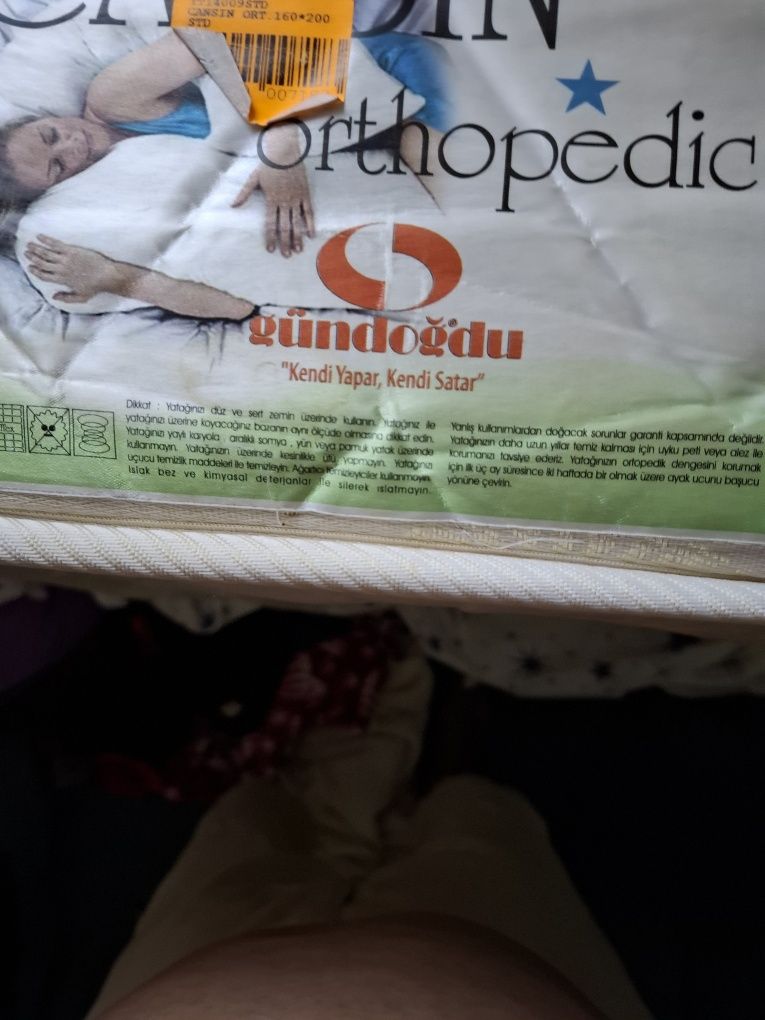 CANSIN ORT.160*200
STD
orthopedic
gündoğdu
"Kendi Yapar, Kendi Satar"
Dikkat : Yatağınızı düz ve sert zemin üzerinde kullanın. Yatağınız ile
yatağınızı üzerine koyacağınız bazanın aynı ölçüde olmasına dikkat edin.
Yatağınızı yaylı karyola , aralıklı somya , yün veya pamuk yatak üzerinde
kullanmayın. Yatağınızın üzerinde kesinlikle ütü yapmayın. Yatağınızı
uçucu temizlik maddeleri ile temizleyin. Ağartıcı temizleyiciler kullanmayın.
Islak bez ve kimyasal deterjanlar ile silerek ıslatmayın.
Yanlış kullanımlardan doğacak sorunlar garanti kapsamında değildir.
Yatağınızın daha uzun yıllar temiz kalması için uyku peti veya alez ile
korumanızı tavsiye ederiz. Yatağınızın ortopedik dengesini korumak
için ilk üç ay süresince iki haftada bir olmak üzere ayak ucunu başucu
yönüne çevirin.